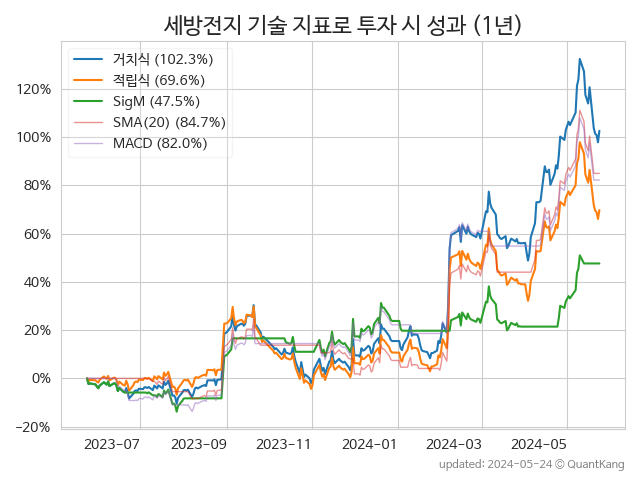 세방전지 기술 지표로 투자 시 성과 (1년)
거치식 (102.3%)
적립식 (69.6%)
SigM (47.5%)
SMA(20) (84.7%)
MACD (82.0%)
120%
100%
80%
60%
40%
20%
0%
−20%
2023−07 2023−09 2023−11 2024−01 2024−03 2024−05
updated: 2024−05−24 © QuantKang